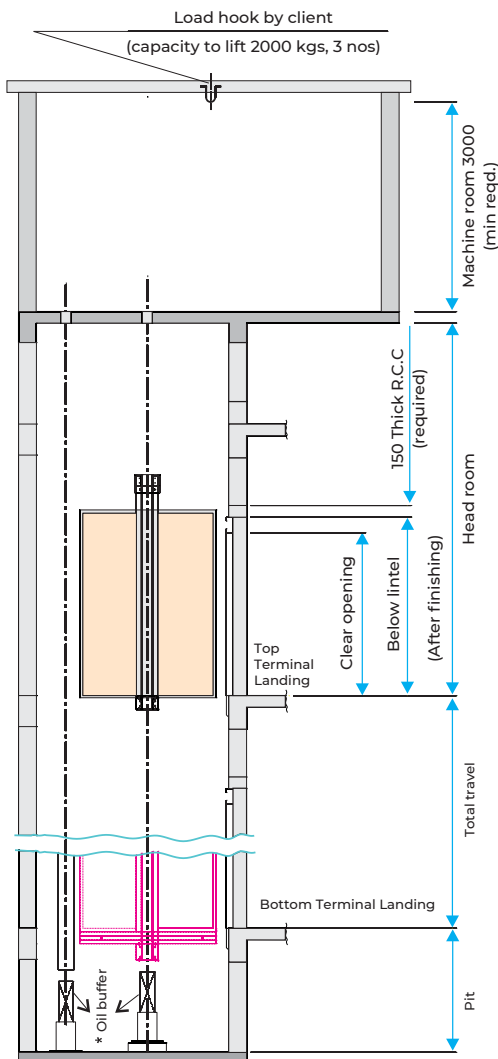 Load hook by client
(capacity to lift 2000 kgs, 3 nos)
Machine room 3000
(min reqd.)
150 Thick R.C.C
(required)
Head room
Clear opening
Below lintel
(After finishing)
Top
Terminal
Landing
Total travel
Bottom Terminal Landing
* Oil buffer
Pit